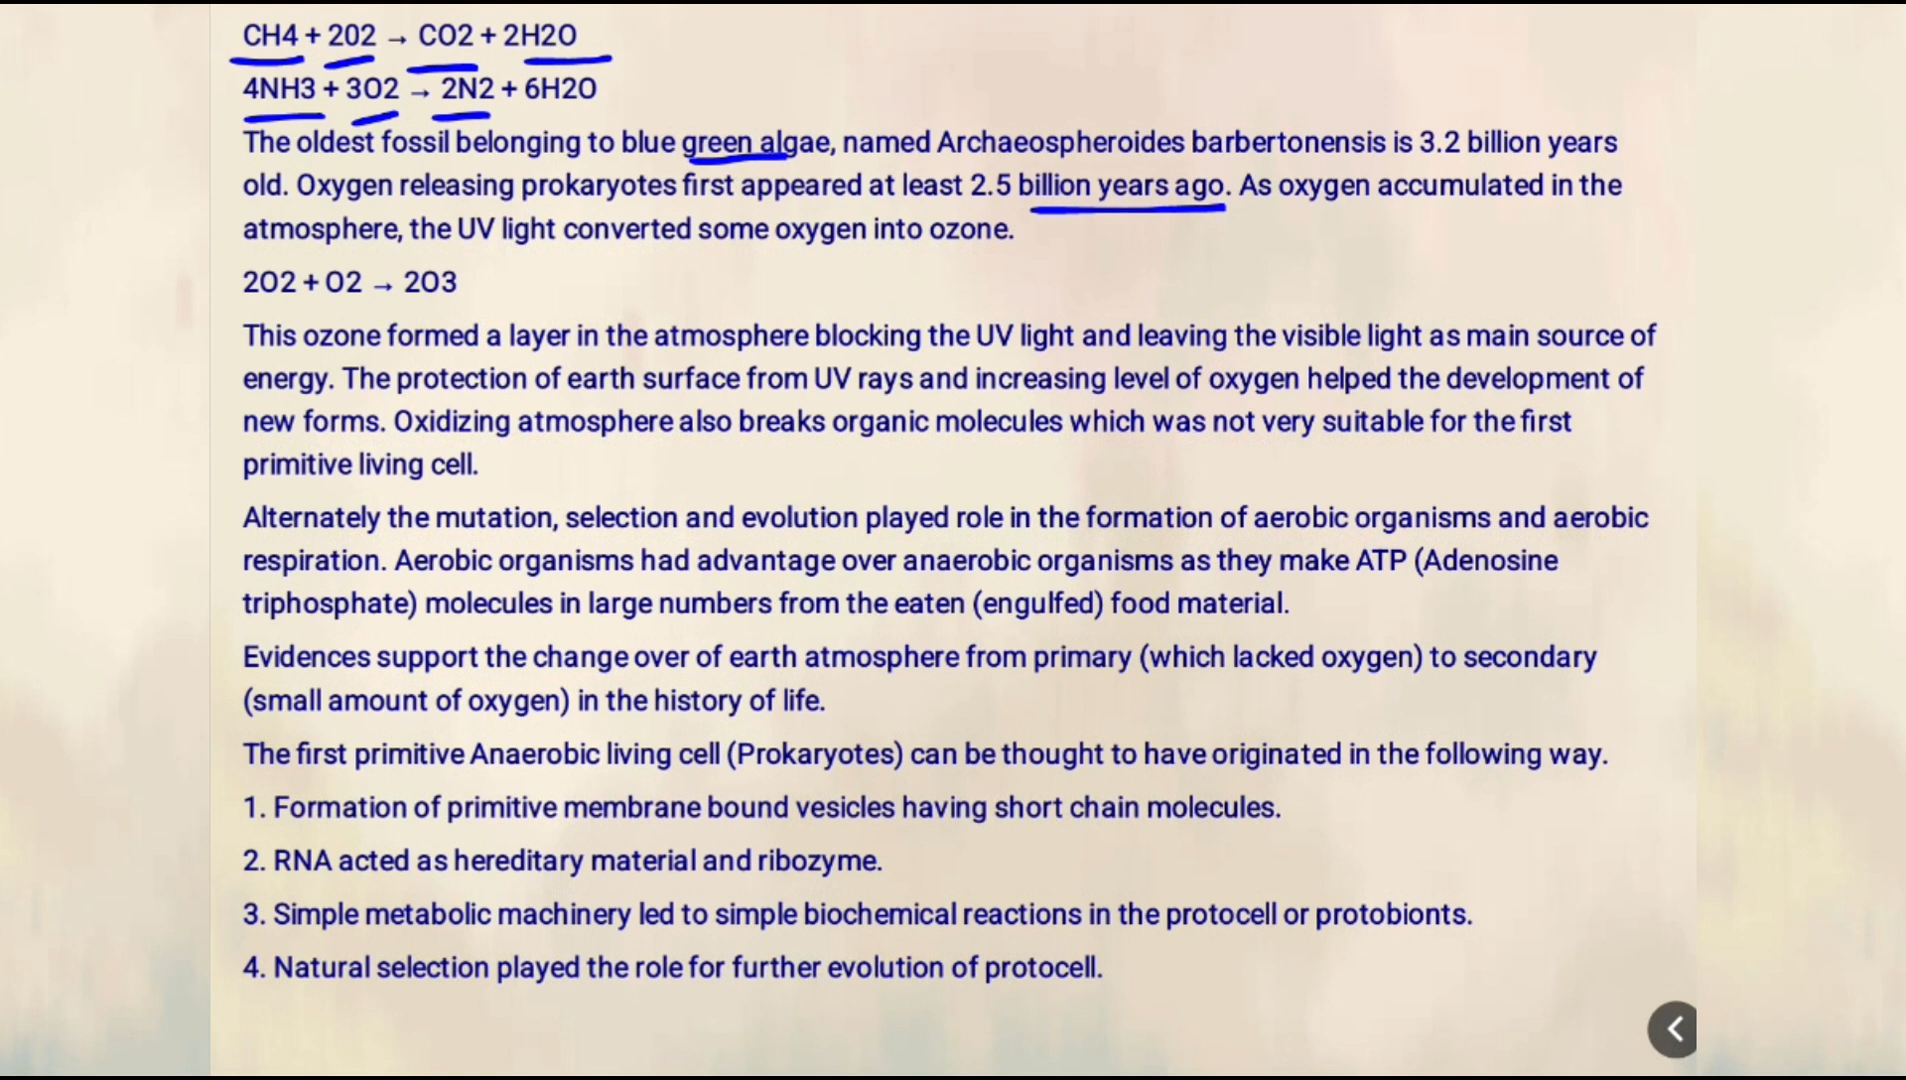 CH4 + 2O2 → CO2 + 2H2O
4NH3 + 3O2 → 2N2 + 6H2O
The oldest fossil belonging to blue green algae, named Archaeospheroides barbertonensis is 3.2 billion years
old. Oxygen releasing prokaryotes first appeared at least 2.5 billion years ago. As oxygen accumulated in the
atmosphere, the UV light converted some oxygen into ozone.
2O2 + O2 → 2O3
This ozone formed a layer in the atmosphere blocking the UV light and leaving the visible light as main source of
energy. The protection of earth surface from UV rays and increasing level of oxygen helped the development of
new forms. Oxidizing atmosphere also breaks organic molecules which was not very suitable for the first
primitive living cell.
Alternately the mutation, selection and evolution played role in the formation of aerobic organisms and aerobic
respiration. Aerobic organisms had advantage over anaerobic organisms as they make ATP (Adenosine
triphosphate) molecules in large numbers from the eaten (engulfed) food material.
Evidences support the change over of earth atmosphere from primary (which lacked oxygen) to secondary
(small amount of oxygen) in the history of life.
The first primitive Anaerobic living cell (Prokaryotes) can be thought to have originated in the following way.
1. Formation of primitive membrane bound vesicles having short chain molecules.
2. RNA acted as hereditary material and ribozyme.
3. Simple metabolic machinery led to simple biochemical reactions in the protocell or protobionts.
4. Natural selection played the role for further evolution of protocell.